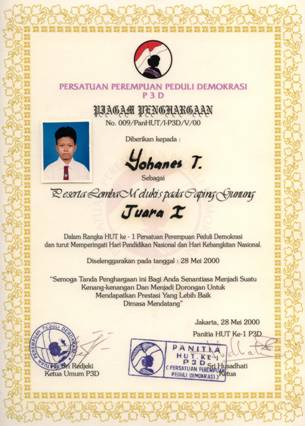 PERSATUAN PEREMPUAN PEDULI DEMOKRASI
P 3 D
PIAGAM PENGHARGAAN
No. 009/PanHUT/I-P3D/V/00
Diberikan kepada :
Yohanes T.
Sebagai
Peserta Lomba Melukis pada Caping Gunung
Juara X
Dalam Rangka HUT ke - 1 Persatuan Perempuan Peduli Demokrasi
dan turut Memperingati Hari Pendidikan Nasional dan Hari Kebangkitan Nasional.
Diselenggarakan pada tanggal : 28 Mei 2000
"Semoga Tanda Penghargaan ini Bagi Anda Senantiasa Menjadi Suatu
Kenang-kenangan Dan Menjadi Dorongan Untuk
Mendapatkan Prestasi Yang Lebih Baik
Dimasa Mendatang"
Jakarta, 28 Mei 2000
Panitia HUT Ke-1 P3D
PANITIA
HUT KE-1
P3D
(PERSATUAN PEREMPUAN
PEDULI DEMOKRASI)
Sri Redjeki
Ketua Umum P3D
Sri Husadhati
Ketua